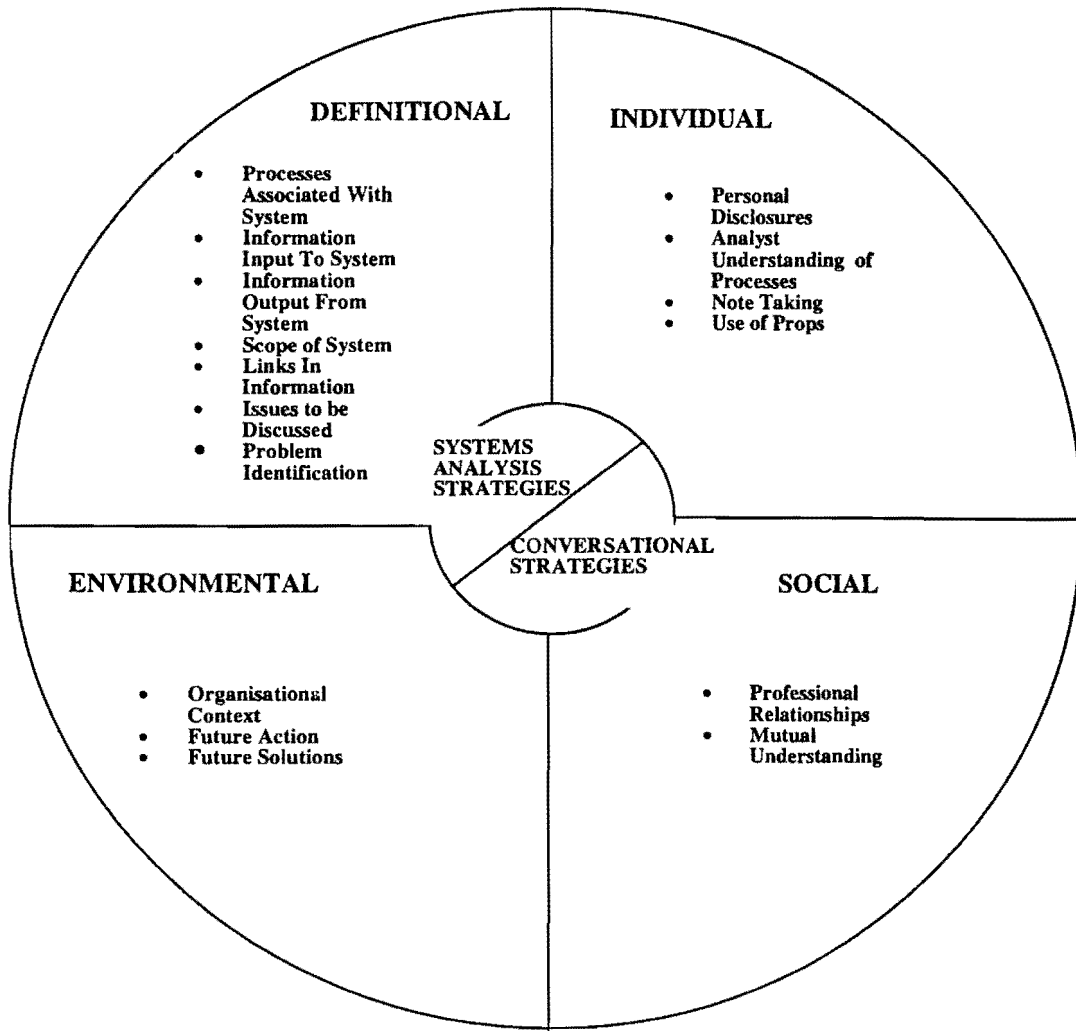 DEFINITIONAL
• Processes
Associated With
System
• Information
Input To System
• Information
Output From
System
• Scope of System
• Links In
Information
• Issues to be
Discussed
• Problem
Identification
INDIVIDUAL
• Personal
Disclosures
• Analyst
Understanding of
Processes
• Note Taking
• Use of Props
SYSTEMS
ANALYSIS
STRATEGIES
CONVERSATIONAL
STRATEGIES
ENVIRONMENTAL
• Organisational
Context
• Future Action
• Future Solutions
SOCIAL
• Professional
Relationships
• Mutual
Understanding